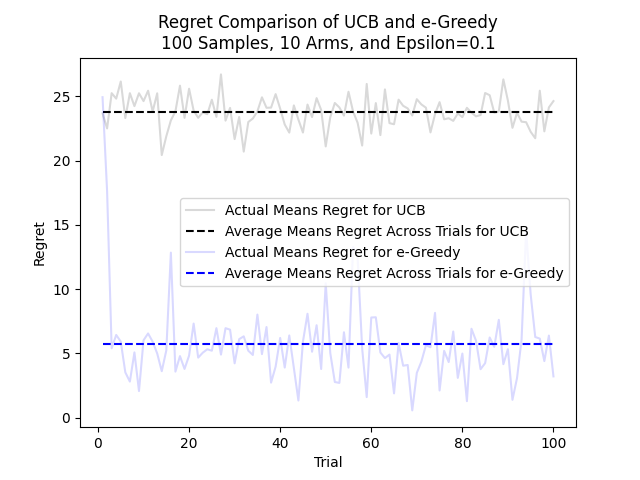 Regret Comparison of UCB and e-Greedy
100 Samples, 10 Arms, and Epsilon=0.1
25
20
15
10
5
0
Regret
Actual Means Regret for UCB
Average Means Regret Across Trials for UCB
Actual Means Regret for e-Greedy
Average Means Regret Across Trials for e-Greedy
0 20 40 60 80 100
Trial